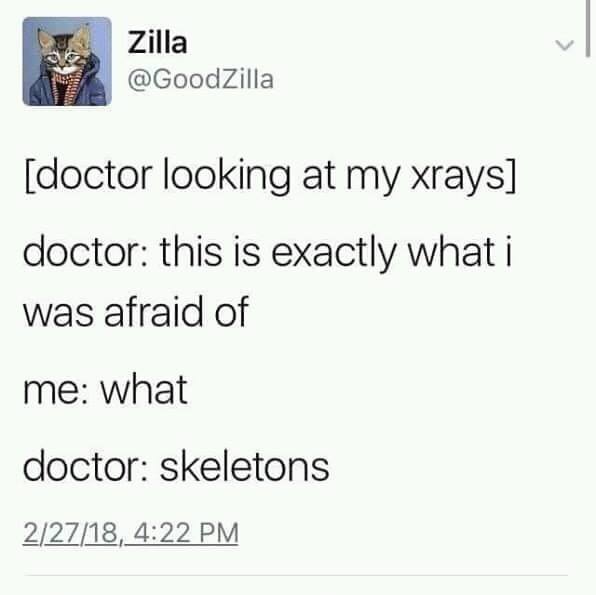 Zilla
@GoodZilla
[doctor looking at my xrays]
doctor: this is exactly what i
was afraid of
me: what
doctor: skeletons
2/27/18, 4:22 PM